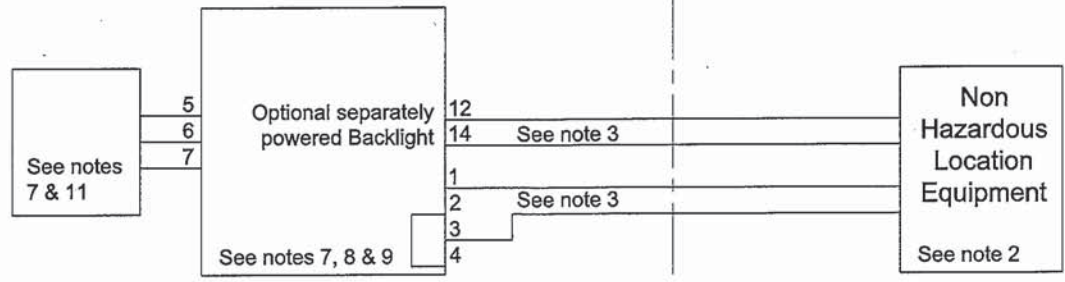 See notes
7 & 11
5
6
7
Optional separately
powered Backlight
See notes 7, 8 & 9
12
14
See note 3
1
2
See note 3
3
4
Non
Hazardous
Location
Equipment
See note 2